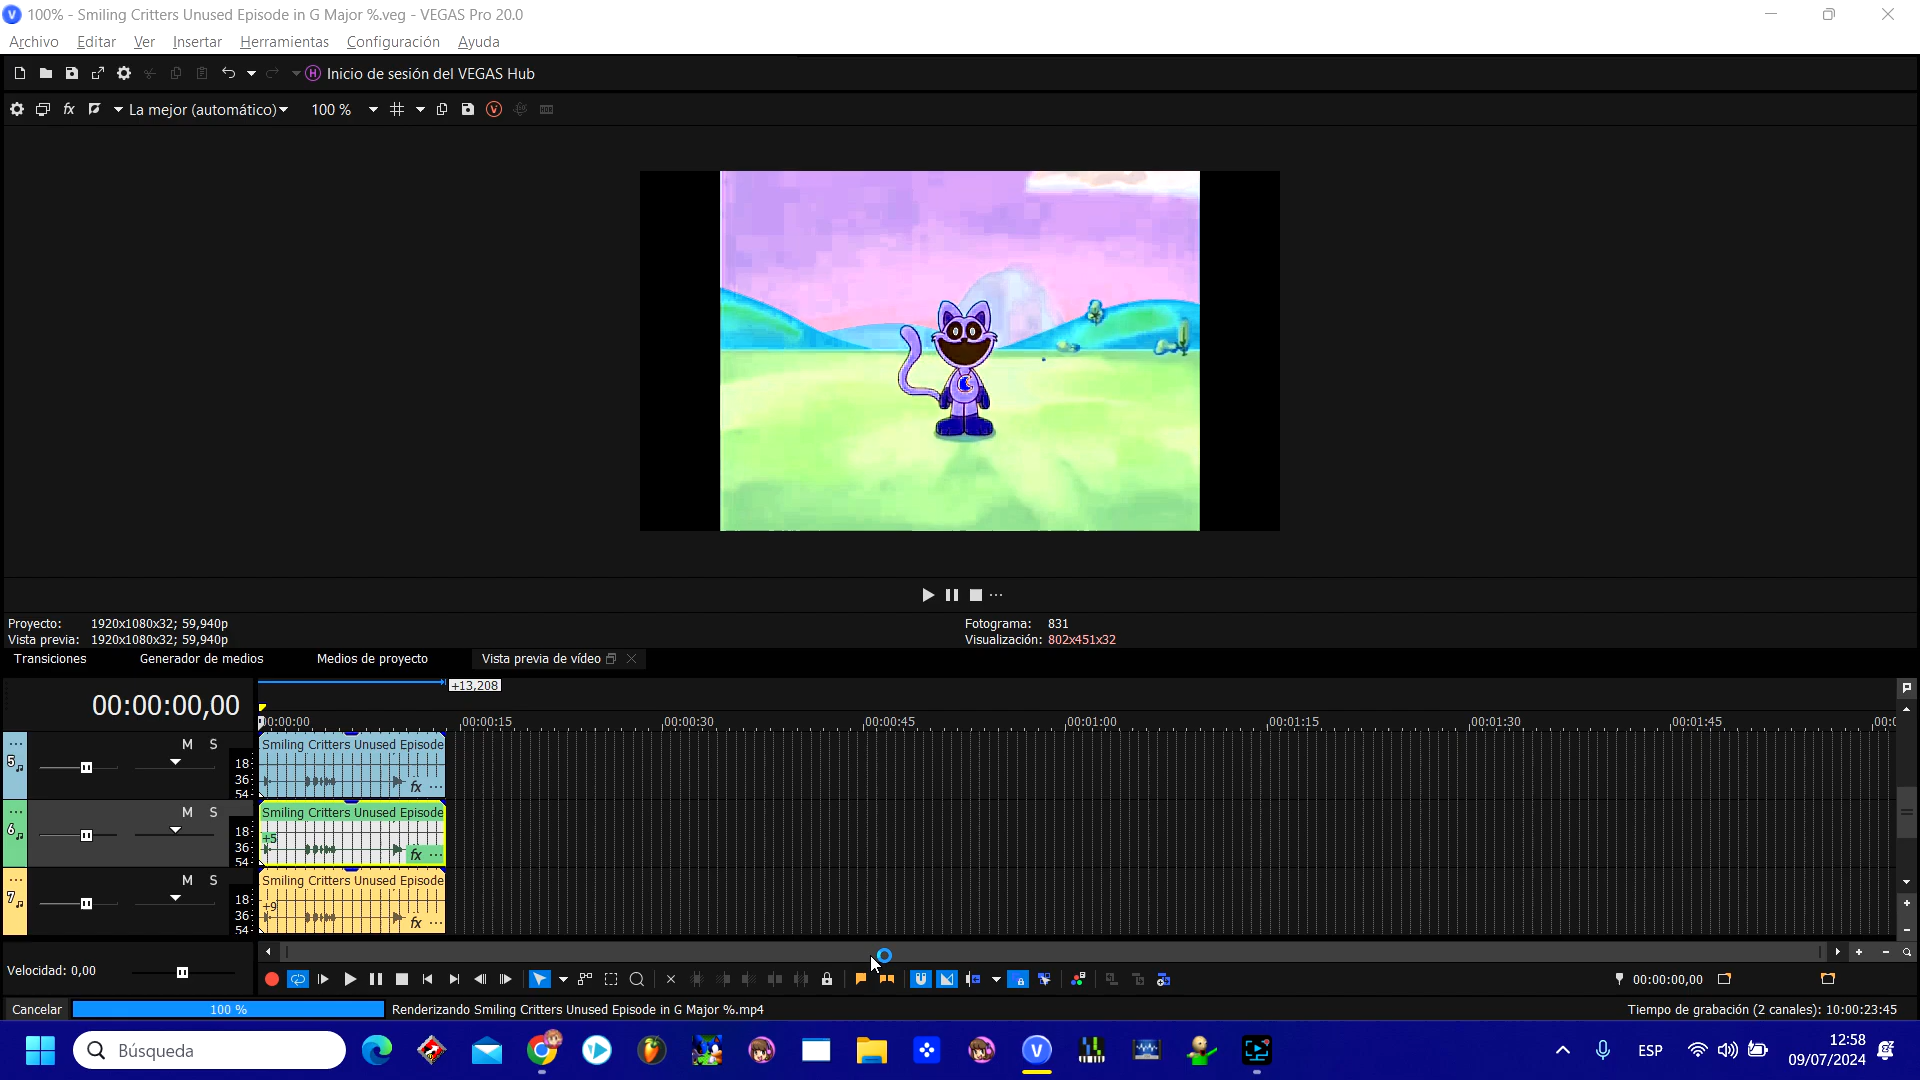 100% - Smiling Critters Unused Episode in G Major %.veg - VEGAS Pro 20.0
Archivo Editar Ver Insertar Herramientas Configuración Ayuda
Inicio de sesión del VEGAS Hub
La mejor (automático) 100 %
Proyecto: 1920x1080x32; 59,940p
Vista previa: 1920x1080x32; 59,940p
Fotograma: 831
Visualización: 802x451x32
Transiciones Generador de medios Medios de proyecto Vista previa de vídeo
+13,208
00:00:00,00
00:00:00 00:00:15 00:00:30 00:00:45 00:01:00 00:01:15 00:01:30 00:01:45
5 M S 18 36 54
Smiling Critters Unused Episode
fx
6 M S 18 36 54
Smiling Critters Unused Episode
+5
fx
7 M S 18 36 54
Smiling Critters Unused Episode
+9
fx
Velocidad: 0,00
00:00:00,00
Cancelar 100 % Renderizando Smiling Critters Unused Episode in G Major %.mp4
Tiempo de grabación (2 canales): 10:00:23:45
Búsqueda
ESP
12:58
09/07/2024